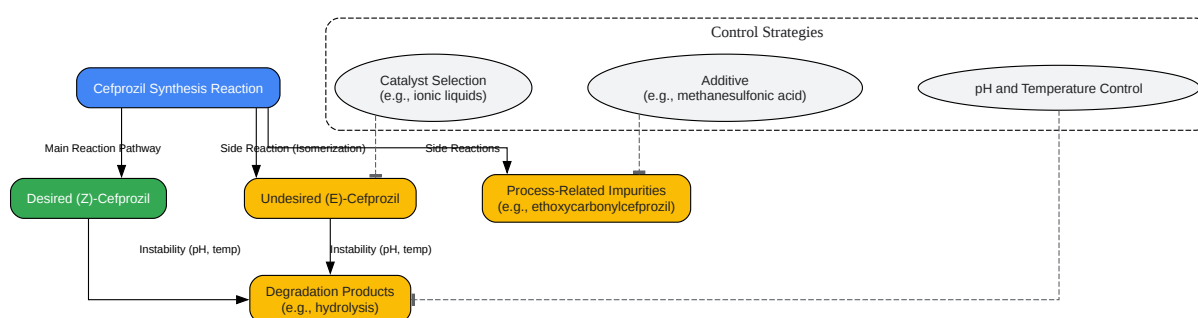 Control Strategies
Cefprozil Synthesis Reaction
Catalyst Selection
(e.g., ionic liquids)
Additive
(e.g., methanesulfonic acid)
pH and Temperature Control
Main Reaction Pathway
Side Reaction (Isomerization)
Side Reactions
Desired (Z)-Cefprozil
Undesired (E)-Cefprozil
Process-Related Impurities
(e.g., ethoxycarbonylcefprozil)
Instability (pH, temp)
Instability (pH, temp)
Degradation Products
(e.g., hydrolysis)